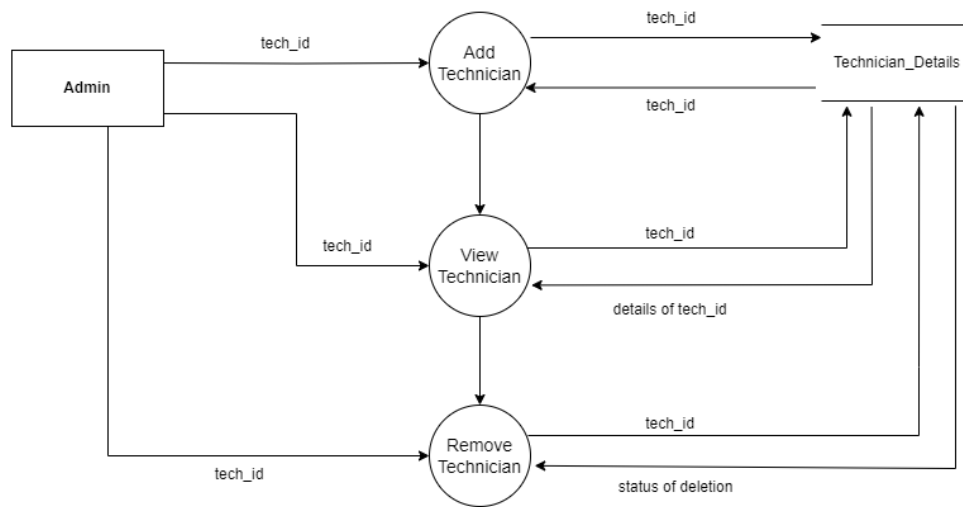 tech_id
Add
Technician
tech_id
Technician_Details
Admin
tech_id
tech_id
View
Technician
tech_id
details of tech_id
tech_id
Remove
Technician
tech_id
status of deletion